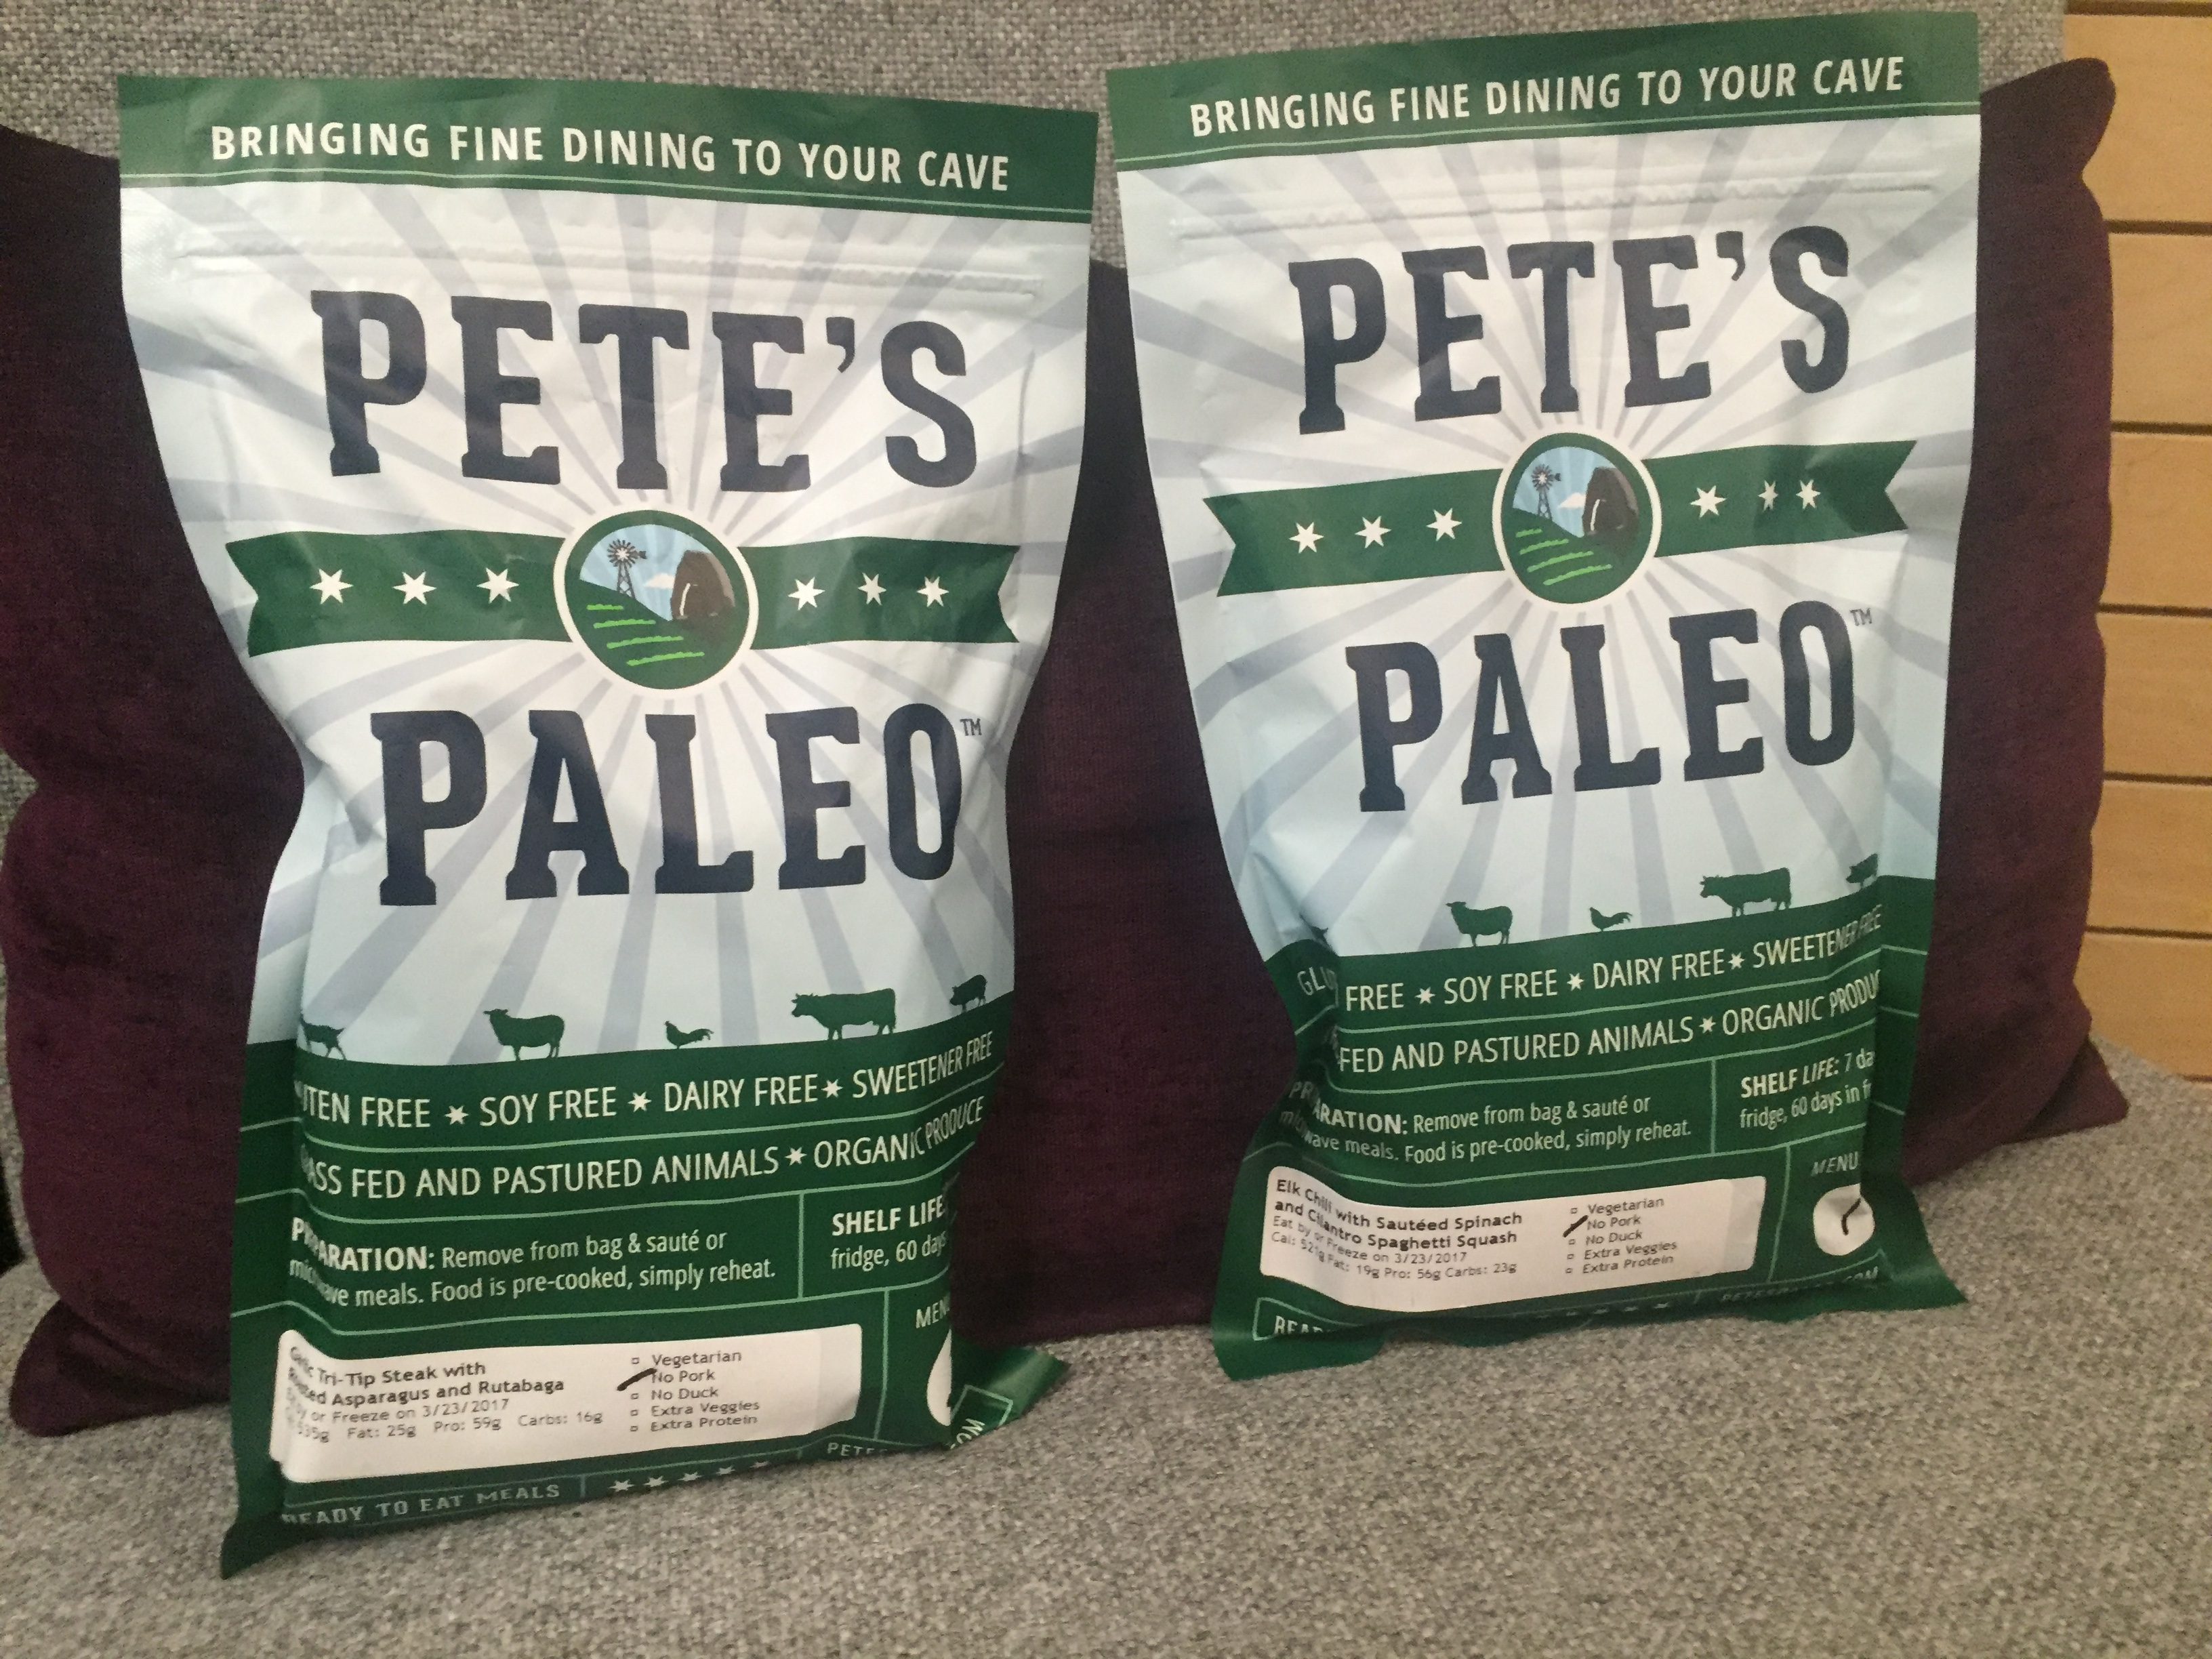 BRINGING FINE DINING TO YOUR CAVE
PETE'S
PALEO™
TEN FREE ★ SOY FREE ★ DAIRY FREE ★ SWEETENER FREE
ASS FED AND PASTURED ANIMALS ★ ORGANIC PRODUCE
PREPARATION: Remove from bag & sauté or
microwave meals. Food is pre-cooked, simply reheat.
SHELF LIFE:
fridge, 60 days
MENU
Tri-Tip Steak with
Asparagus and Rutabaga
or Freeze on 3/23/2017
Fat: 25g Pro: 59g Carbs: 16g
Vegetarian
No Pork
No Duck
Extra Veggies
Extra Protein
READY TO EAT MEALS
BRINGING FINE DINING TO YOUR CAVE
PETE'S
PALEO™
FREE ★ SOY FREE ★ DAIRY FREE ★ SWEETENER FREE
FED AND PASTURED ANIMALS ★ ORGANIC PRODU
PREPARATION: Remove from bag & sauté or
microwave meals. Food is pre-cooked, simply reheat.
SHELF LIFE: 7 da
fridge, 60 days in f
MENU
Elk Chili with Sautéed Spinach
and Cilantro Spaghetti Squash
Eat by or Freeze on 3/23/2017
Cal: 521g Fat: 19g Pro: 56g Carbs: 23g
Vegetarian
No Pork
No Duck
Extra Veggies
Extra Protein